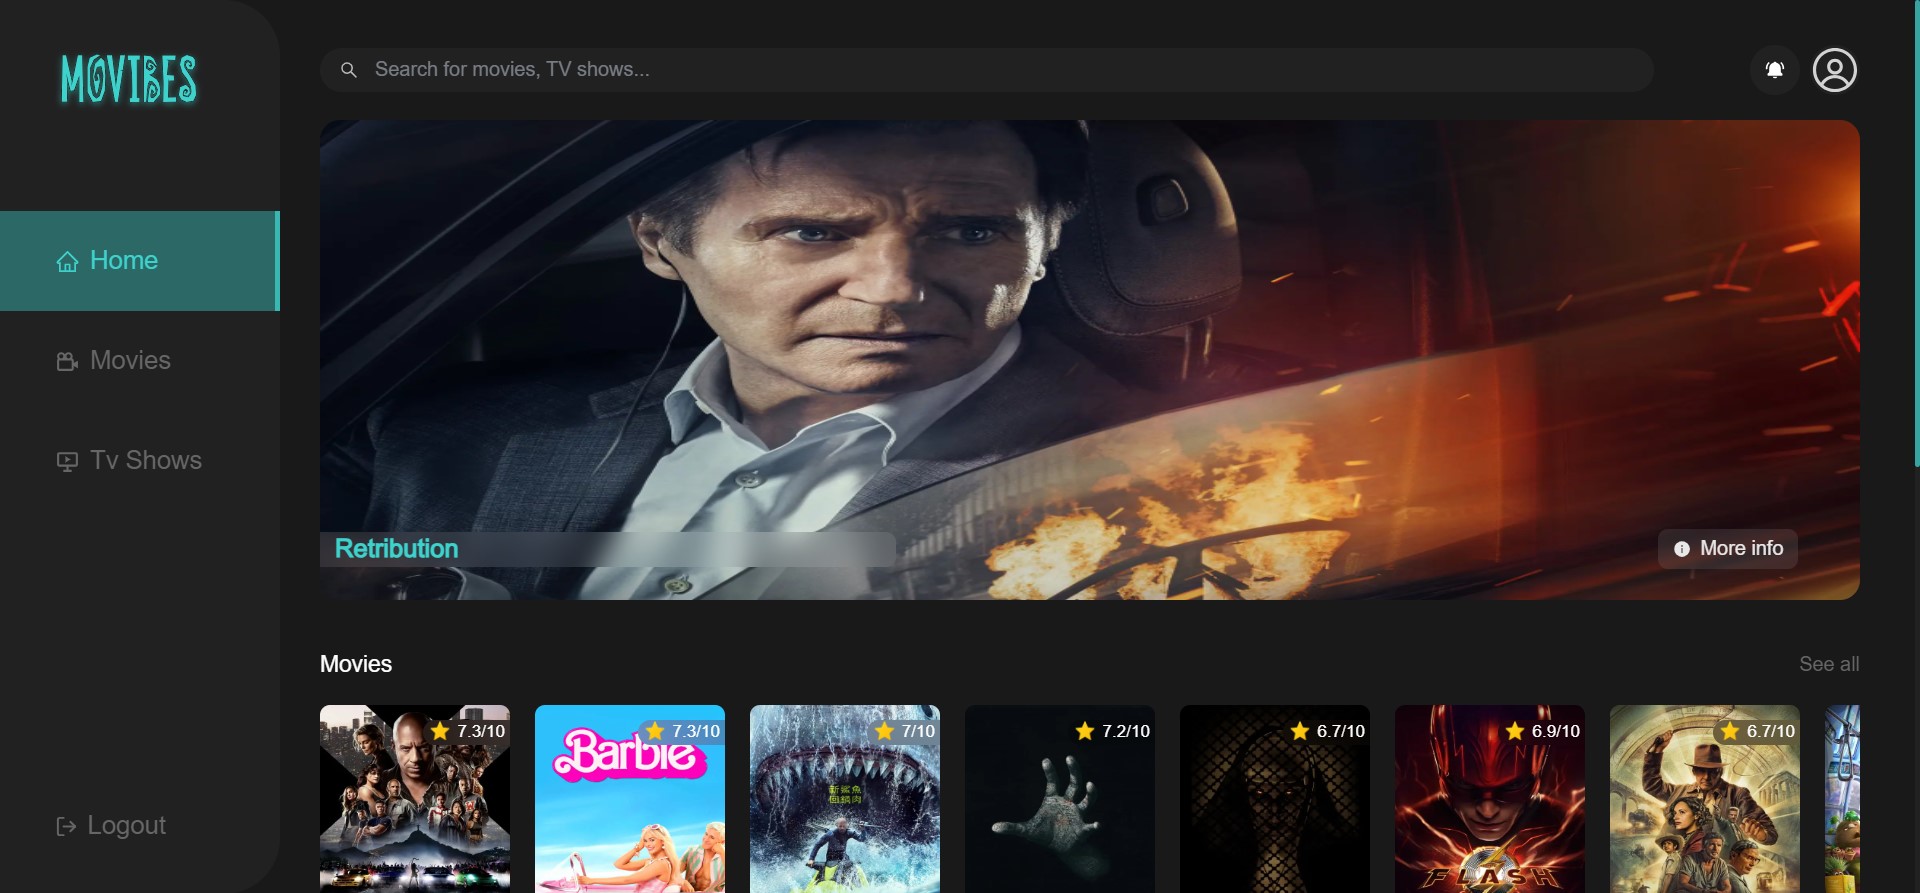 MOVIBES
Search for movies, TV shows...
Home
Movies
Tv Shows
Logout
Retribution
More info
Movies
See all
7.3/10
7.3/10
Barbie
7/10
7.2/10
6.7/10
6.9/10
FLASH
6.7/10